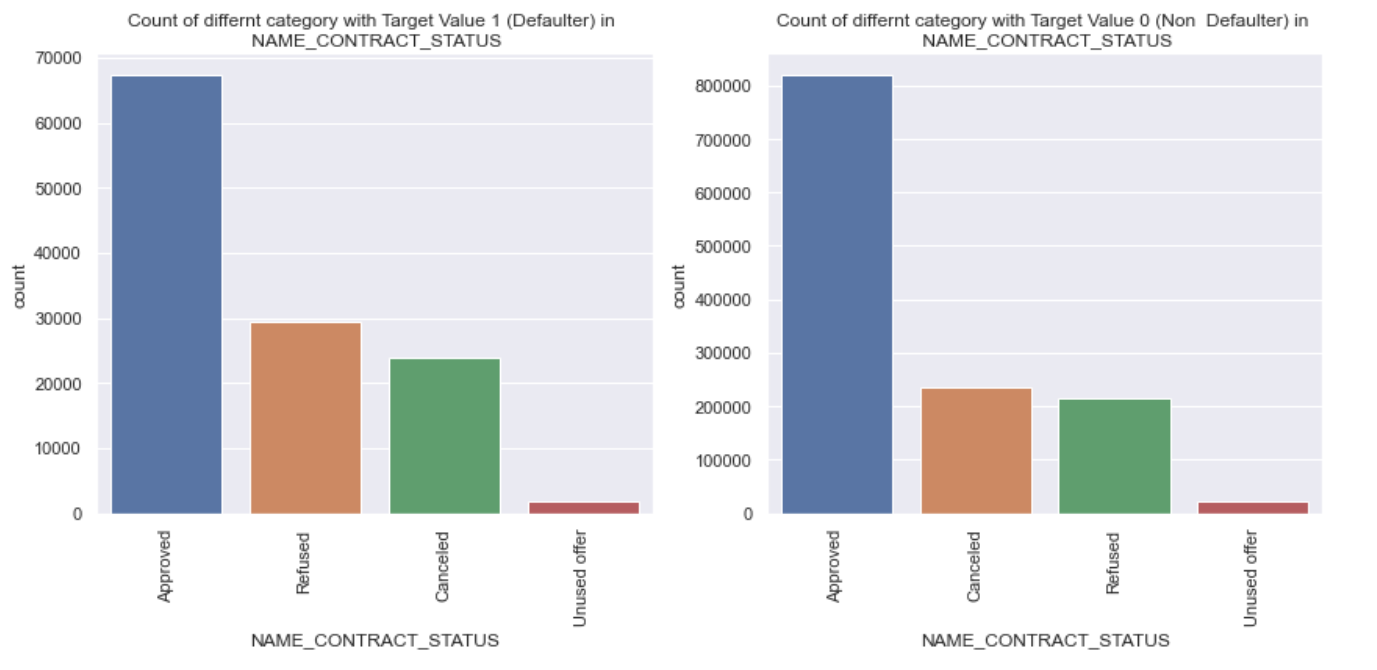 Count of differnt category with Target Value 1 (Defaulter) in
NAME_CONTRACT_STATUS
70000
60000
50000
40000
30000
20000
10000
0
count
Approved
Refused
Canceled
Unused offer
NAME_CONTRACT_STATUS
Count of differnt category with Target Value 0 (Non  Defaulter) in
NAME_CONTRACT_STATUS
800000
700000
600000
500000
400000
300000
200000
100000
0
count
Approved
Canceled
Refused
Unused offer
NAME_CONTRACT_STATUS